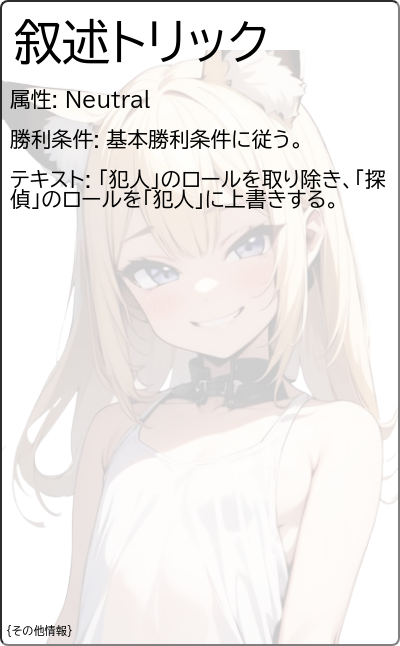 叙述トリック
属性: Neutral
勝利条件: 基本勝利条件に従う。
テキスト: 「犯人」のロールを取り除き、「探
偵」のロールを「犯人」に上書きする。
{その他情報}